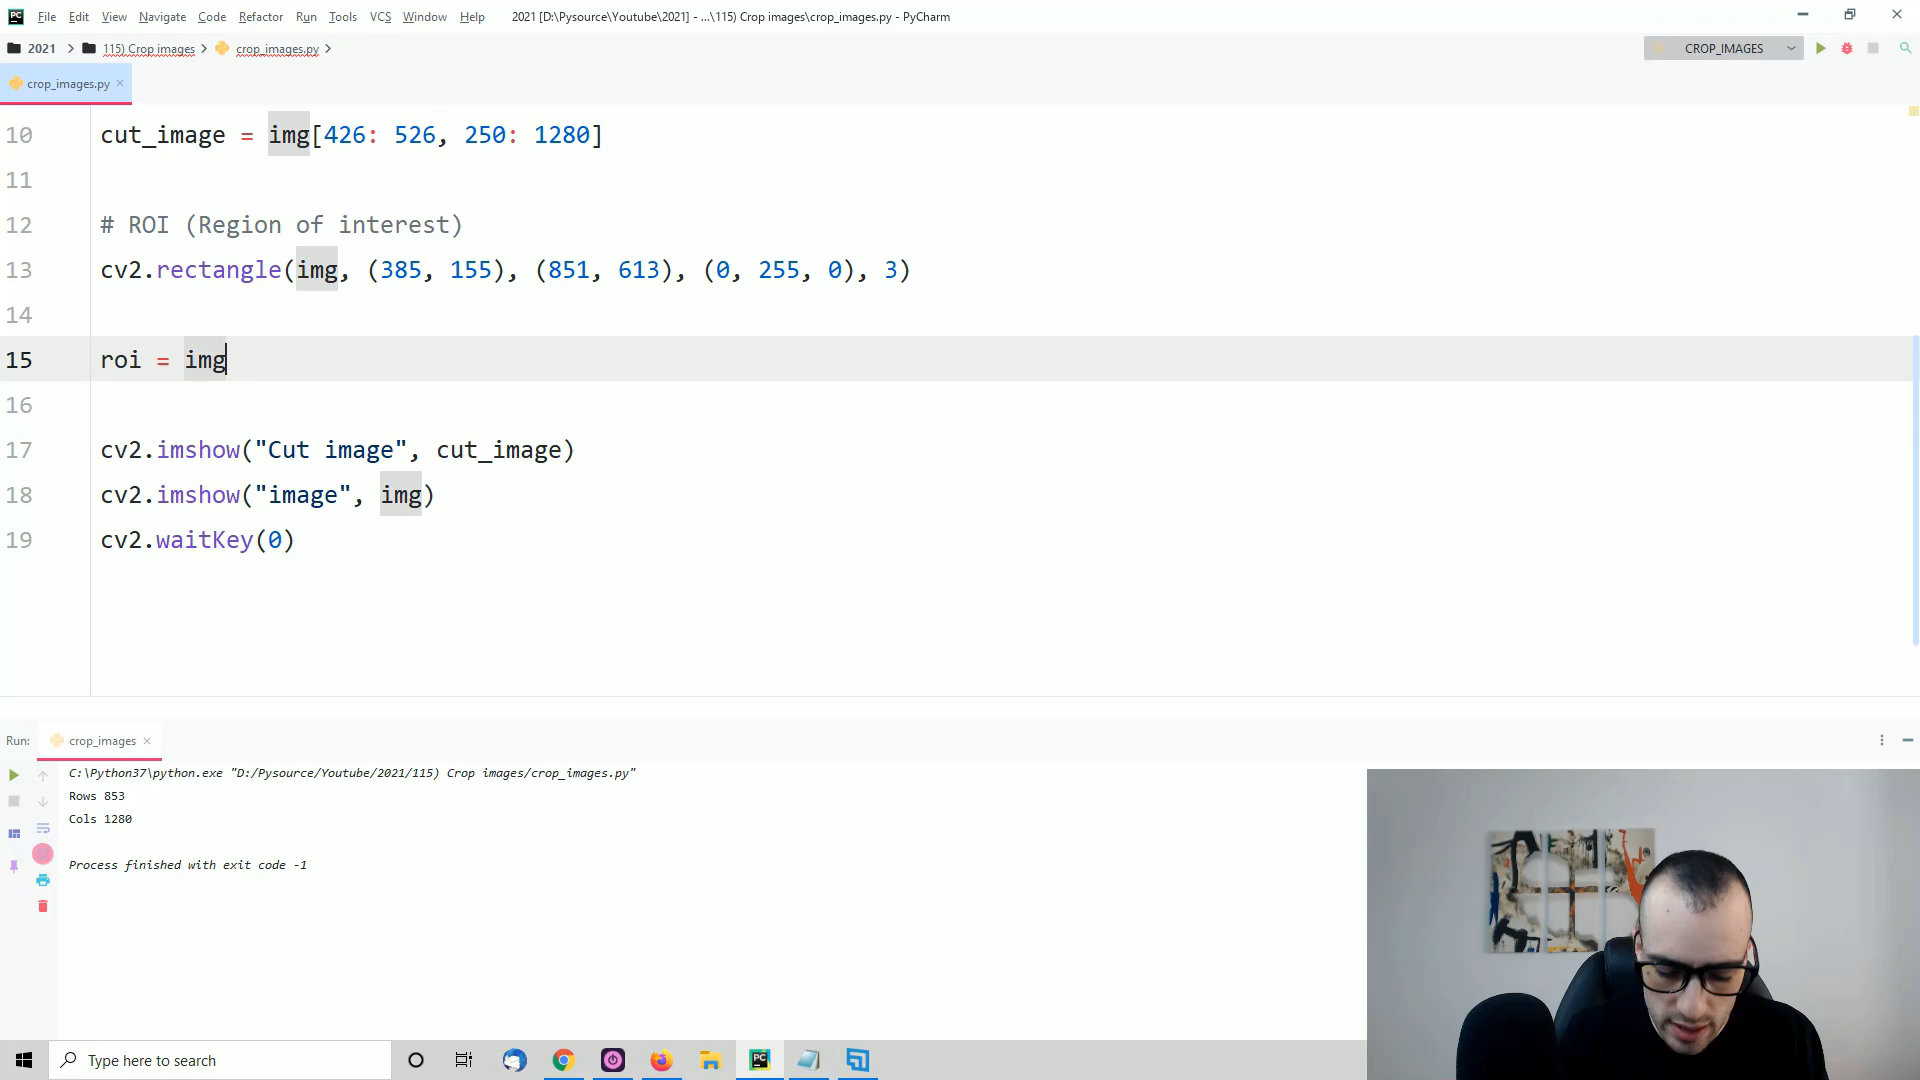 File Edit View Navigate Code Refactor Run Tools VCS Window Help 2021 [D:\Pysource\Youtube\2021] - ...\115) Crop images\crop_images.py - PyCharm
2021 115) Crop images crop_images.py CROP_IMAGES
crop_images.py
10 cut_image = img[426: 526, 250: 1280]
11
12 # ROI (Region of interest)
13 cv2.rectangle(img, (385, 155), (851, 613), (0, 255, 0), 3)
14
15 roi = img
16
17 cv2.imshow("Cut image", cut_image)
18 cv2.imshow("image", img)
19 cv2.waitKey(0)
Run: crop_images
C:\Python37\python.exe "D:/Pysource/Youtube/2021/115) Crop images/crop_images.py"
Rows 853
Cols 1280
Process finished with exit code -1
Type here to search